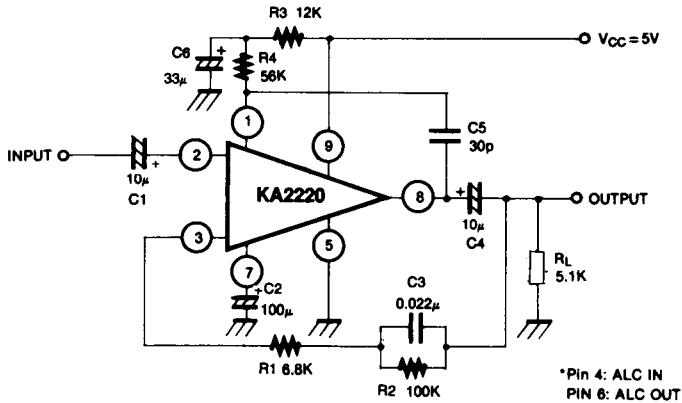 R3 12K
C6
+
33μ
R4
56K
VCC = 5V
1
C5
30p
INPUT
2
9
10μ +
C1
KA2220
8
+
10μ
C4
OUTPUT
3
7
5
+C2
100μ
C3
0.022μ
RL
5.1K
R1 6.8K
R2 100K
*Pin 4: ALC IN
PIN 6: ALC OUT